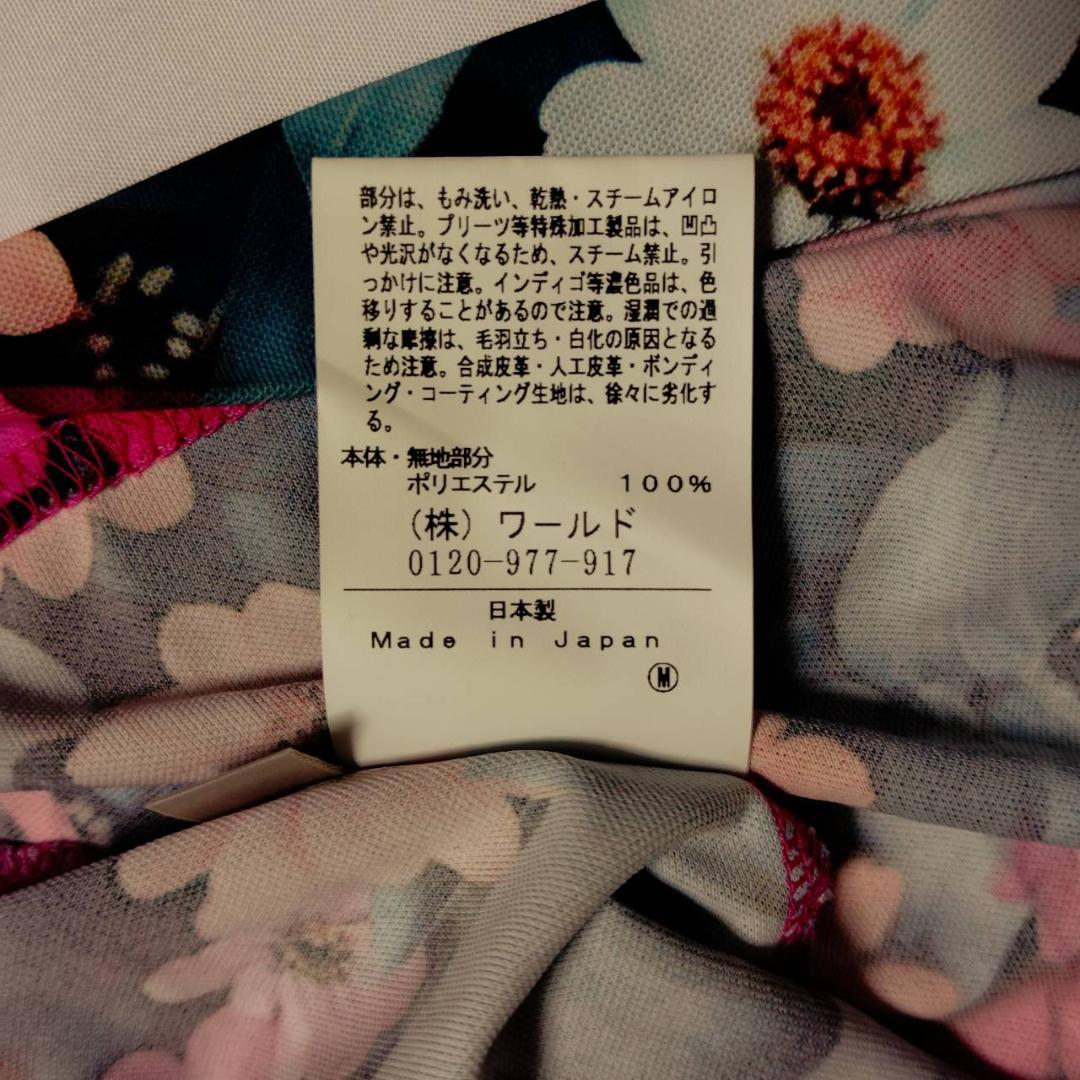 部分は、もみ洗い、乾熱・スチームアイロ
ン禁止。プリーツ等特殊加工製品は、凹凸
や光沢がなくなるため、スチーム禁止。引
っかけに注意。インディゴ等濃色品は、色
移りすることがあるので注意。湿潤での過
剰な摩擦は、毛羽立ち・白化の原因となる
ため注意。合成皮革・人工皮革・ボンディ
ング・コーティング生地は、徐々に劣化す
る。
本体・無地部分
ポリエステル 100%
（株）ワールド
0120-977-917
日本製
Made in Japan
Ⓜ